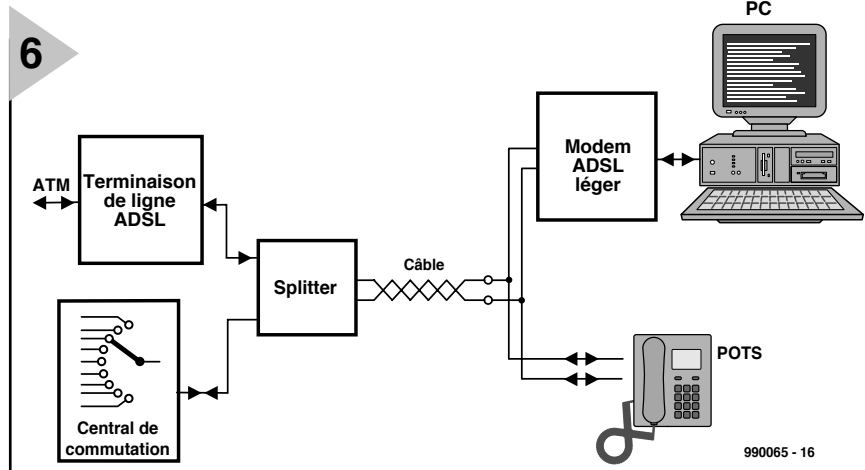 6
PC
ATM
Terminaison
de ligne
ADSL
Splitter
Câble
Modem
ADSL
léger
Central de
commutation
POTS
990065 - 16